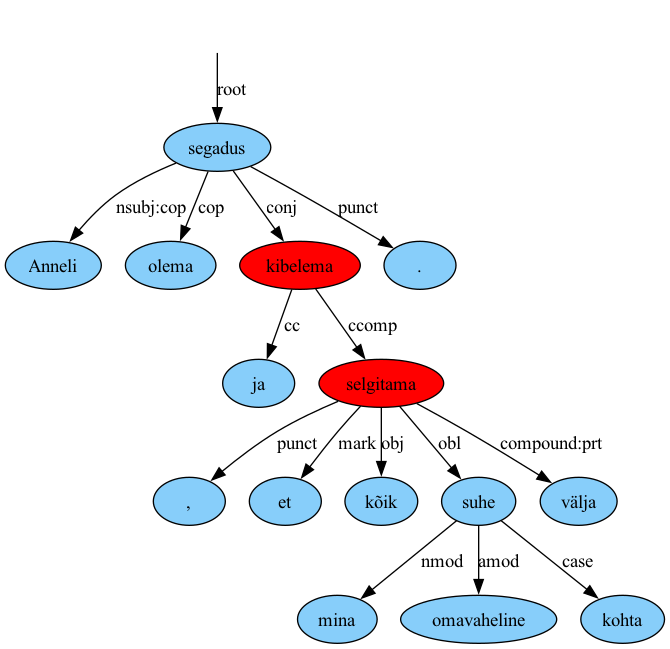 root
segadus
nsubj:cop cop conj punct
Anneli olema kibelema .
cc ccomp
ja selgitama
punct mark obj obl compound:prt
, et kõik suhe välja
nmod amod case
mina omavaheline kohta